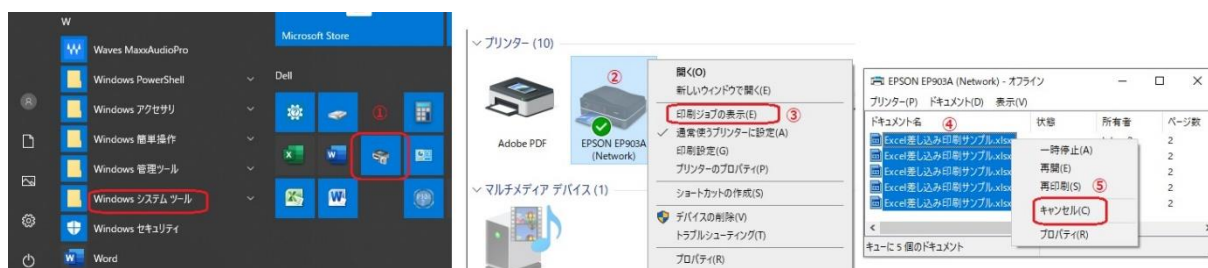 W
Waves MaxxAudioPro
Windows PowerShell
Windows アクセサリ
Windows 簡単操作
Windows 管理ツール
Windows システム ツール
Windows セキュリティ
Word
Microsoft Store
Dell
①
プリンター (10)
Adobe PDF
②
EPSON EP903A
(Network)
マルチメディア デバイス (1)
開く(O)
新しいウィンドウで開く(E)
印刷ジョブの表示(E)
③
通常使うプリンターに設定(A)
印刷設定(G)
プリンターのプロパティ(P)
ショートカットの作成(S)
デバイスの削除(V)
トラブルシューティング(T)
プロパティ(R)
EPSON EP903A (Network) - オフライン
プリンター(P) ドキュメント(D) 表示(V)
ドキュメント名 ④ 状態 所有者 ページ数
Excel差し込み印刷サンプル.xlsx 2
Excel差し込み印刷サンプル.xlsx 2
Excel差し込み印刷サンプル.xlsx 2
Excel差し込み印刷サンプル.xlsx 2
Excel差し込み印刷サンプル.xlsx 2
一時停止(A)
再開(E)
再印刷(S)
⑤
キャンセル(C)
プロパティ(R)
キューに 5 個のドキュメント